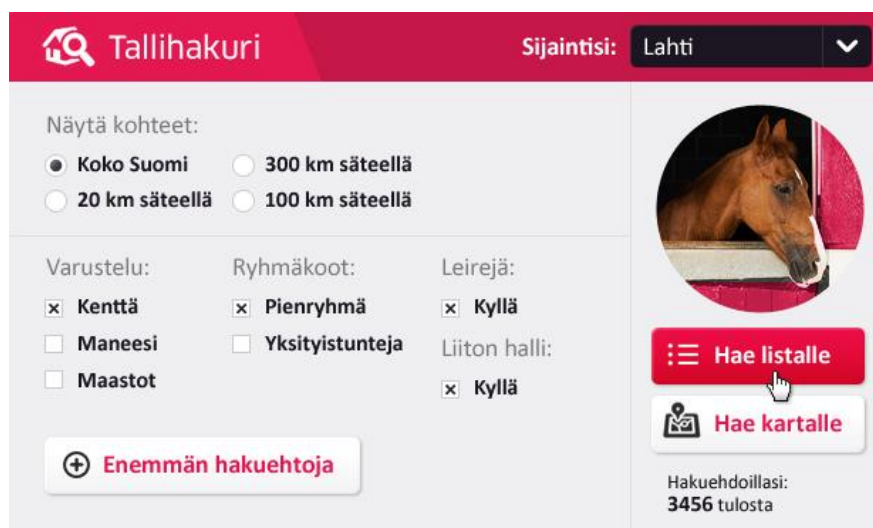 Tallihakuri
Sijaintisi: Lahti
Näytä kohteet:
Koko Suomi
300 km säteellä
20 km säteellä
100 km säteellä
Varustelu:
Kenttä
Maneesi
Maastot
Ryhmäkoot:
Pienryhmä
Yksityistunteja
Leirejä:
Kyllä
Liiton halli:
Kyllä
Enemmän hakuehtoja
Hae listalle
Hae kartalle
Hakuehdoillasi:
3456 tulosta